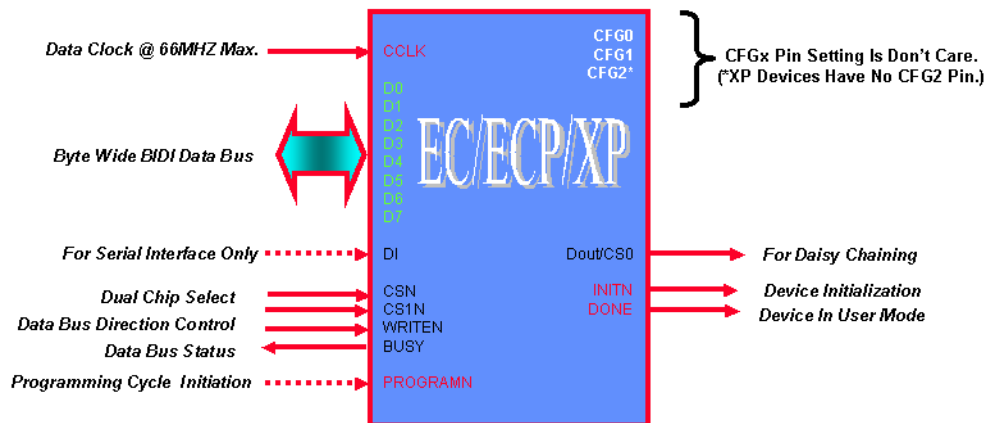 Data Clock @ 66MHZ Max.
CCLK
CFG0
CFG1
CFG2*
CFGx Pin Setting Is Don't Care.
(*XP Devices Have No CFG2 Pin.)
Byte Wide BIDI Data Bus
D0
D1
D2
D3
D4
D5
D6
D7
EC/ECP/XP
For Serial Interface Only
DI
Dout/CS0
For Daisy Chaining
Dual Chip Select
CSN
CS1N
INITN
Device Initialization
Data Bus Direction Control
WRITEN
DONE
Device In User Mode
Data Bus Status
BUSY
Programming Cycle Initiation
PROGRAMN